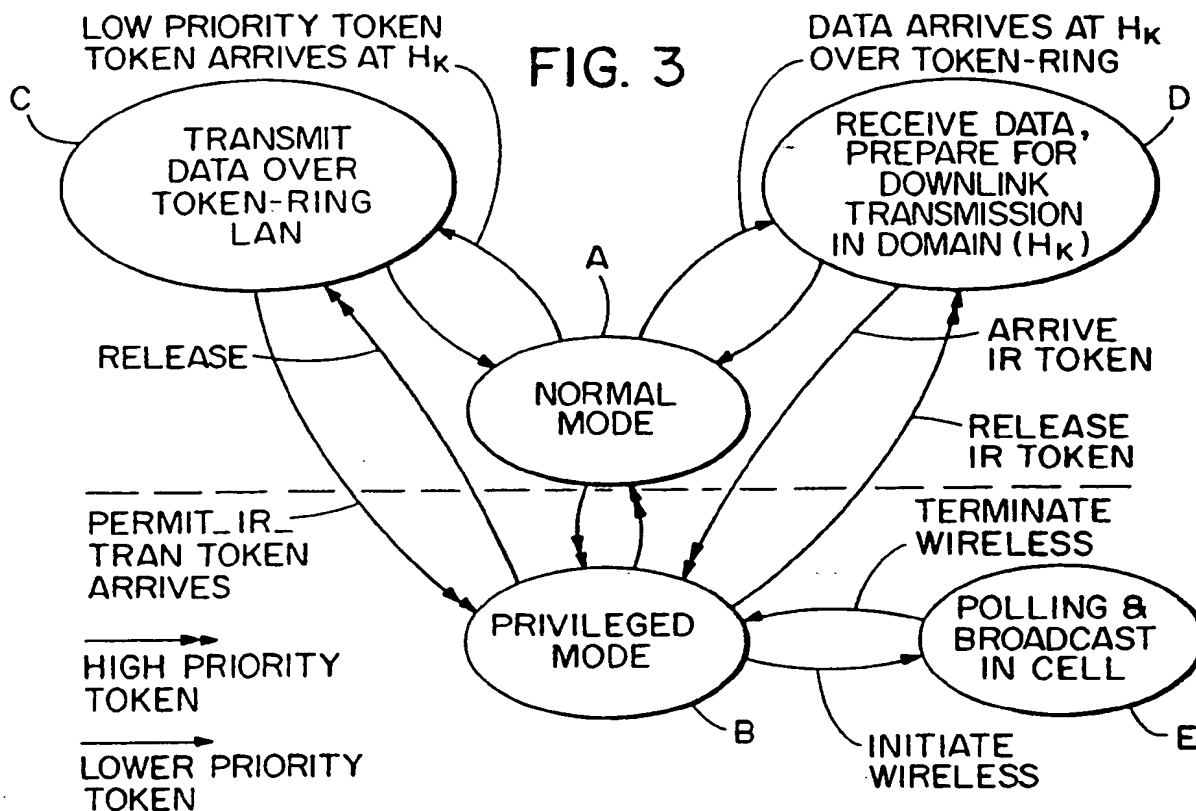 LOW PRIORITY TOKEN
TOKEN ARRIVES AT HK
FIG. 3
DATA ARRIVES AT HK
OVER TOKEN-RING
C
TRANSMIT
DATA OVER
TOKEN-RING
LAN
D
RECEIVE DATA,
PREPARE FOR
DOWNLINK
TRANSMISSION
IN DOMAIN (HK)
A
RELEASE
NORMAL
MODE
ARRIVE
IR TOKEN
RELEASE
IR TOKEN
PERMIT_IR_
TRAN TOKEN
ARRIVES
TERMINATE
WIRELESS
PRIVILEGED
MODE
POLLING &
BROADCAST
IN CELL
HIGH PRIORITY
TOKEN
B
INITIATE
WIRELESS
E
LOWER PRIORITY
TOKEN